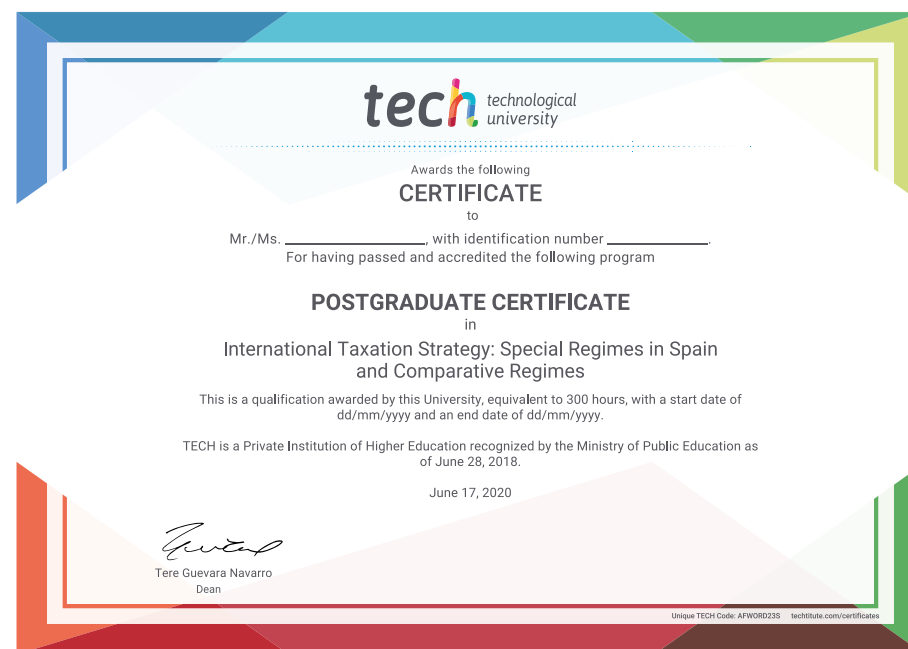 tech technological
university
Awards the following
CERTIFICATE
to
Mr./Ms. ____________, with identification number ____________.
For having passed and accredited the following program
POSTGRADUATE CERTIFICATE
in
International Taxation Strategy: Special Regimes in Spain
and Comparative Regimes
This is a qualification awarded by this University, equivalent to 300 hours, with a start date of
dd/mm/yyyy and an end date of dd/mm/yyyy.
TECH is a Private Institution of Higher Education recognized by the Ministry of Public Education as
of June 28, 2018.
June 17, 2020
Tere Guevara Navarro
Dean
Unique TECH Code: AFWORD23S techtitute.com/certificates